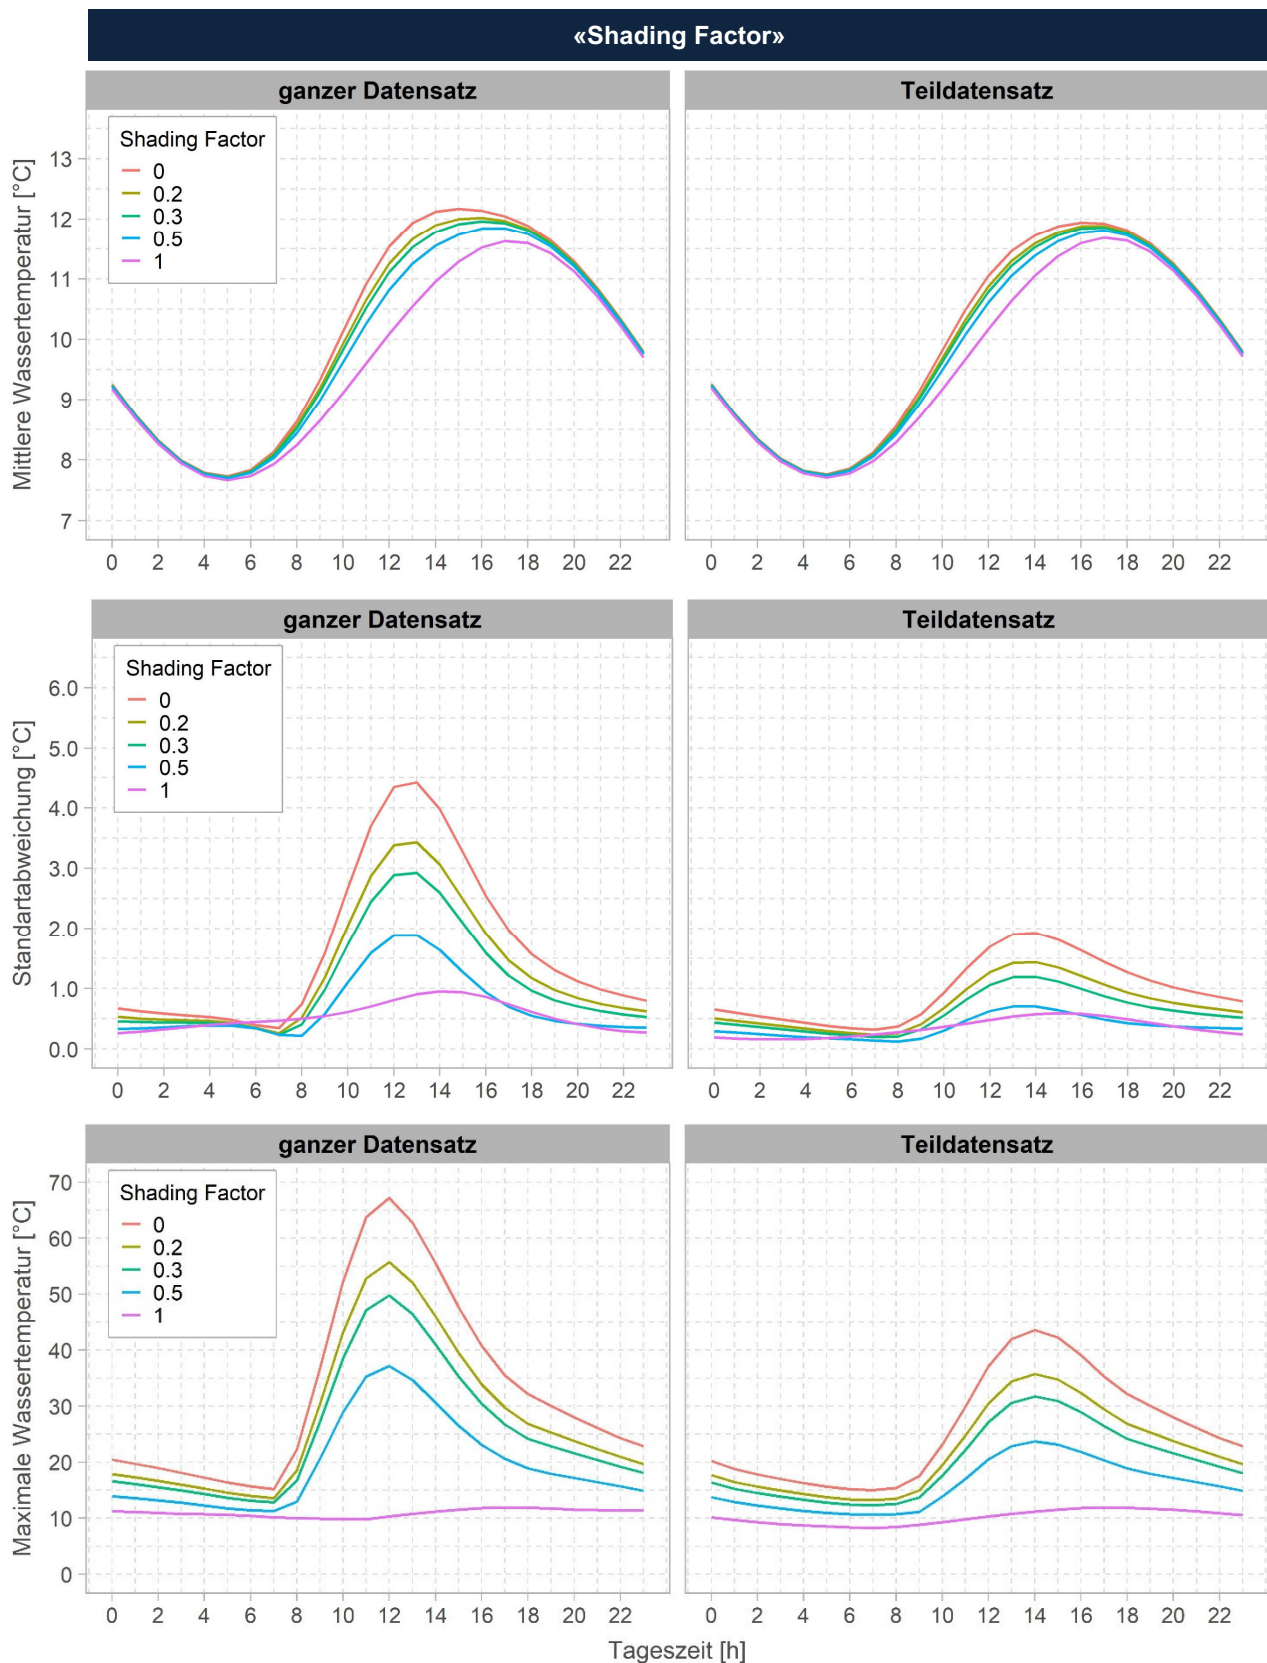 «Shading Factor»
ganzer Datensatz
Teildatensatz
Mittlere Wassertemperatur [°C]
Shading Factor
0
0.2
0.3
0.5
1
13
12
11
10
9
8
7
0 2 4 6 8 10 12 14 16 18 20 22
0 2 4 6 8 10 12 14 16 18 20 22
ganzer Datensatz
Teildatensatz
Standartabweichung [°C]
Shading Factor
0
0.2
0.3
0.5
1
6.0
5.0
4.0
3.0
2.0
1.0
0.0
0 2 4 6 8 10 12 14 16 18 20 22
0 2 4 6 8 10 12 14 16 18 20 22
ganzer Datensatz
Teildatensatz
Maximale Wassertemperatur [°C]
Shading Factor
0
0.2
0.3
0.5
1
70
60
50
40
30
20
10
0
0 2 4 6 8 10 12 14 16 18 20 22
0 2 4 6 8 10 12 14 16 18 20 22
Tageszeit [h]